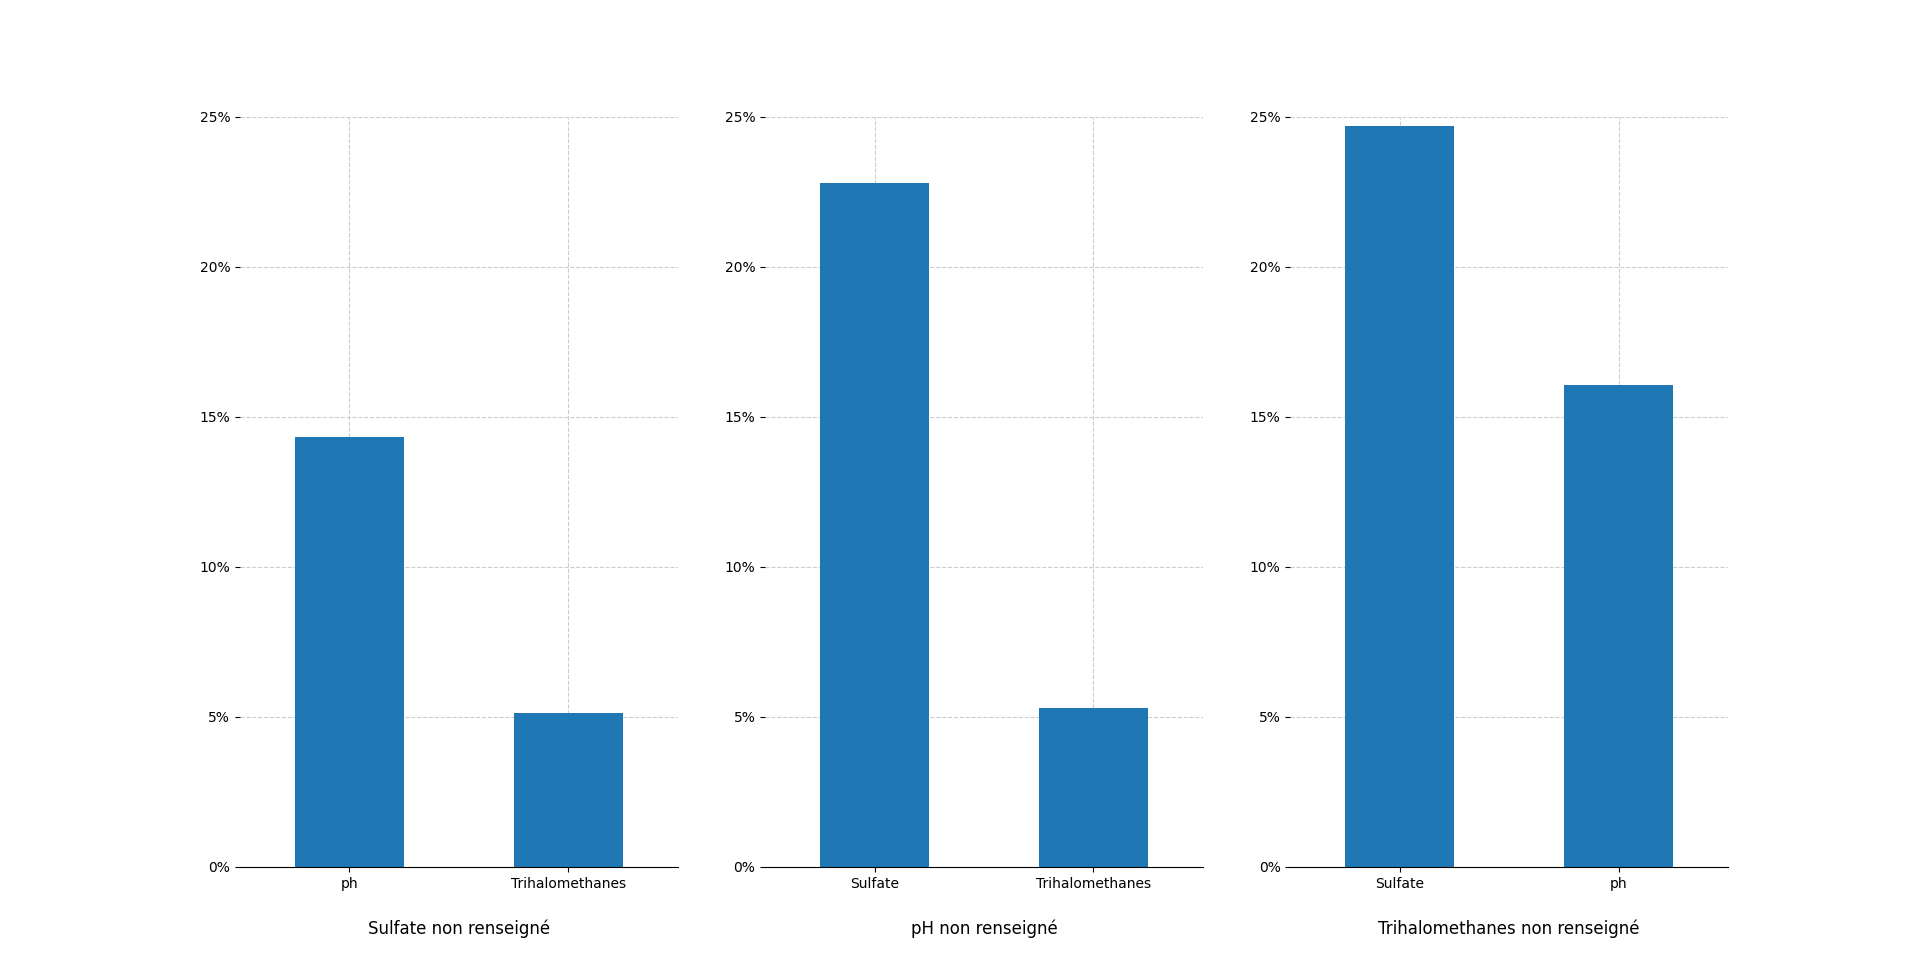 25%
20%
15%
10%
5%
0%
ph
Trihalomethanes
Sulfate non renseigné
25%
20%
15%
10%
5%
0%
Sulfate
Trihalomethanes
pH non renseigné
25%
20%
15%
10%
5%
0%
Sulfate
ph
Trihalomethanes non renseigné